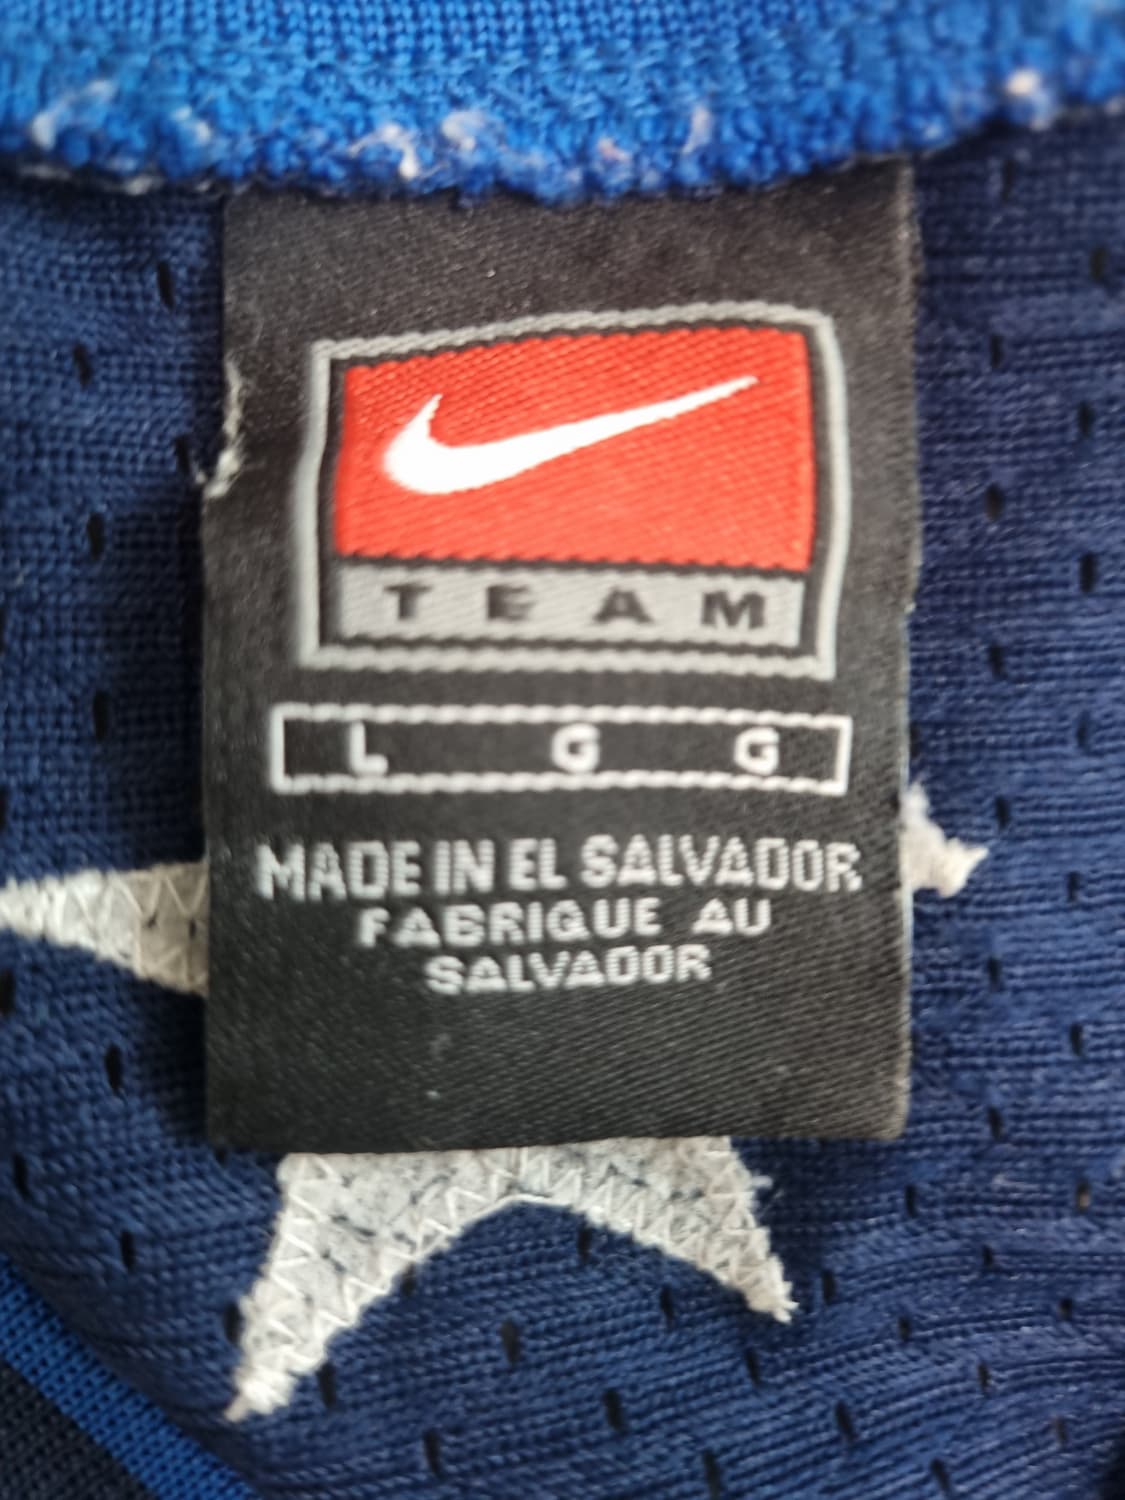 TEAM
L G G
MADE IN EL SALVADOR
FABRIQUE AU
SALVADOR